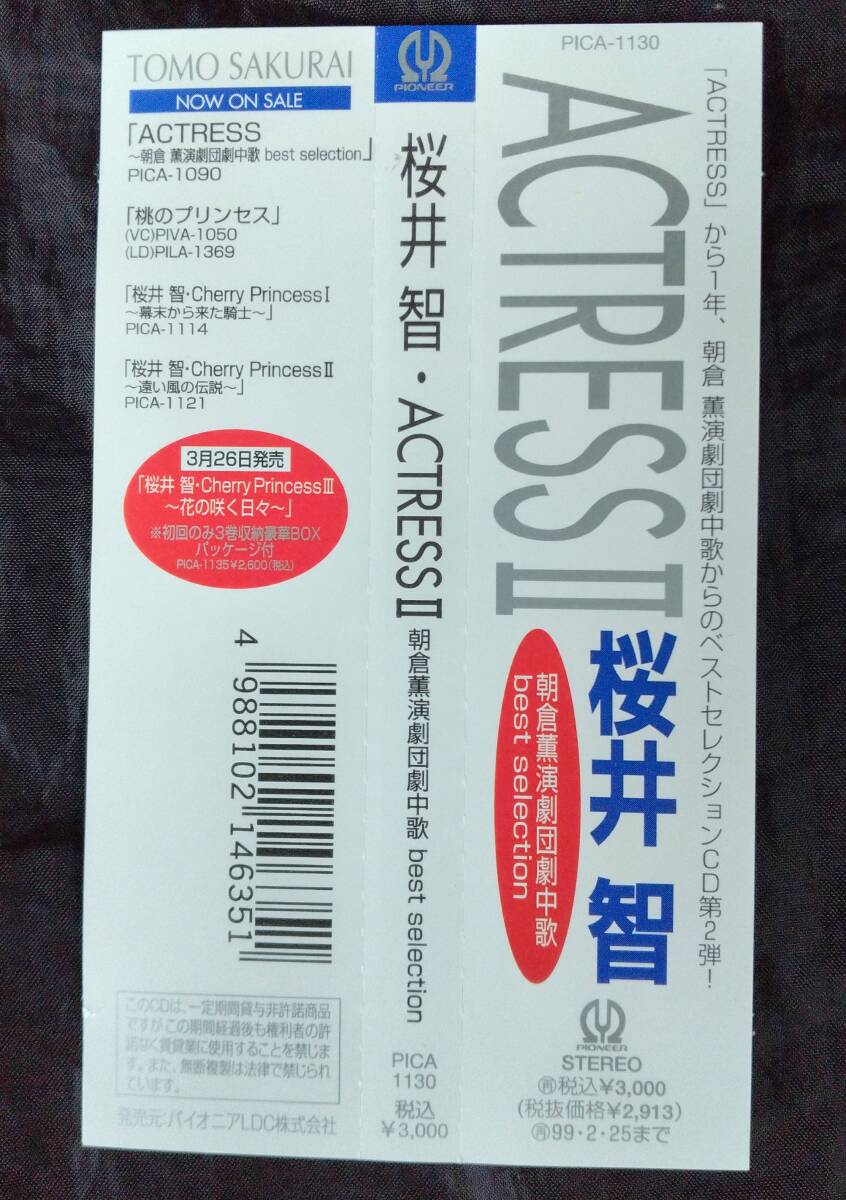 TOMO SAKURAI
NOW ON SALE
「ACTRESS
～朝倉 薫演劇団劇中歌 best selection」
PICA-1090
「桃のプリンセス」
(VC)PIVA-1050
(LD)PILA-1369
「桜井 智・Cherry PrincessⅠ
～幕末から来た騎士～」
PICA-1114
「桜井 智・Cherry PrincessⅡ
～遠い風の伝説～」
PICA-1121
3月26日発売
「桜井 智・Cherry PrincessⅢ
～花の咲く日々～」
※初回のみ3巻収納豪華BOX
パッケージ付
PICA-1135¥2,600(税込)
4 988102 146351
このCDは、一定期間貸与非許諾商品
ですが この期間経過後も権利者の許
諾なく賃貸業に使用することを禁じま
す。また、無断複製は法律で禁じられ
ています。
発売元:パイオニアLDC株式会社
PIONEER
桜井 智・ACTRESSⅡ 朝倉薫演劇団劇中歌 best selection
PICA
1130
税込
¥3,000
PICA-1130
「ACTRESS」から1年、朝倉 薫演劇団劇中歌からのベストセレクションCD第2弾!
ACTRESSⅡ
桜井 智
朝倉薫演劇団劇中歌
best selection
PIONEER
STEREO
㊢税込¥3,000
(税抜価格¥2,913)
㊢99・2・25まで